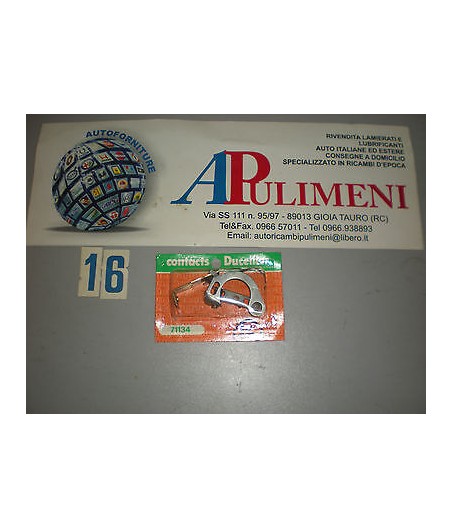 RIVENDITA LAMIERATI E
LUBRIFICANTI
AUTO ITALIANE ED ESTERE
CONSEGNE A DOMICILIO
SPECIALIZZATO IN RICAMBI D'EPOCA
AUTOFORNITURE
APULIMENI
Via SS 111 n. 95/97 - 89013 GIOIA TAURO (RC)
Tel&Fax. 0966 57011 - Tel 0966.938893
Email: autoricambipulimeni@libero.it
16
contacts Ducellier
71134